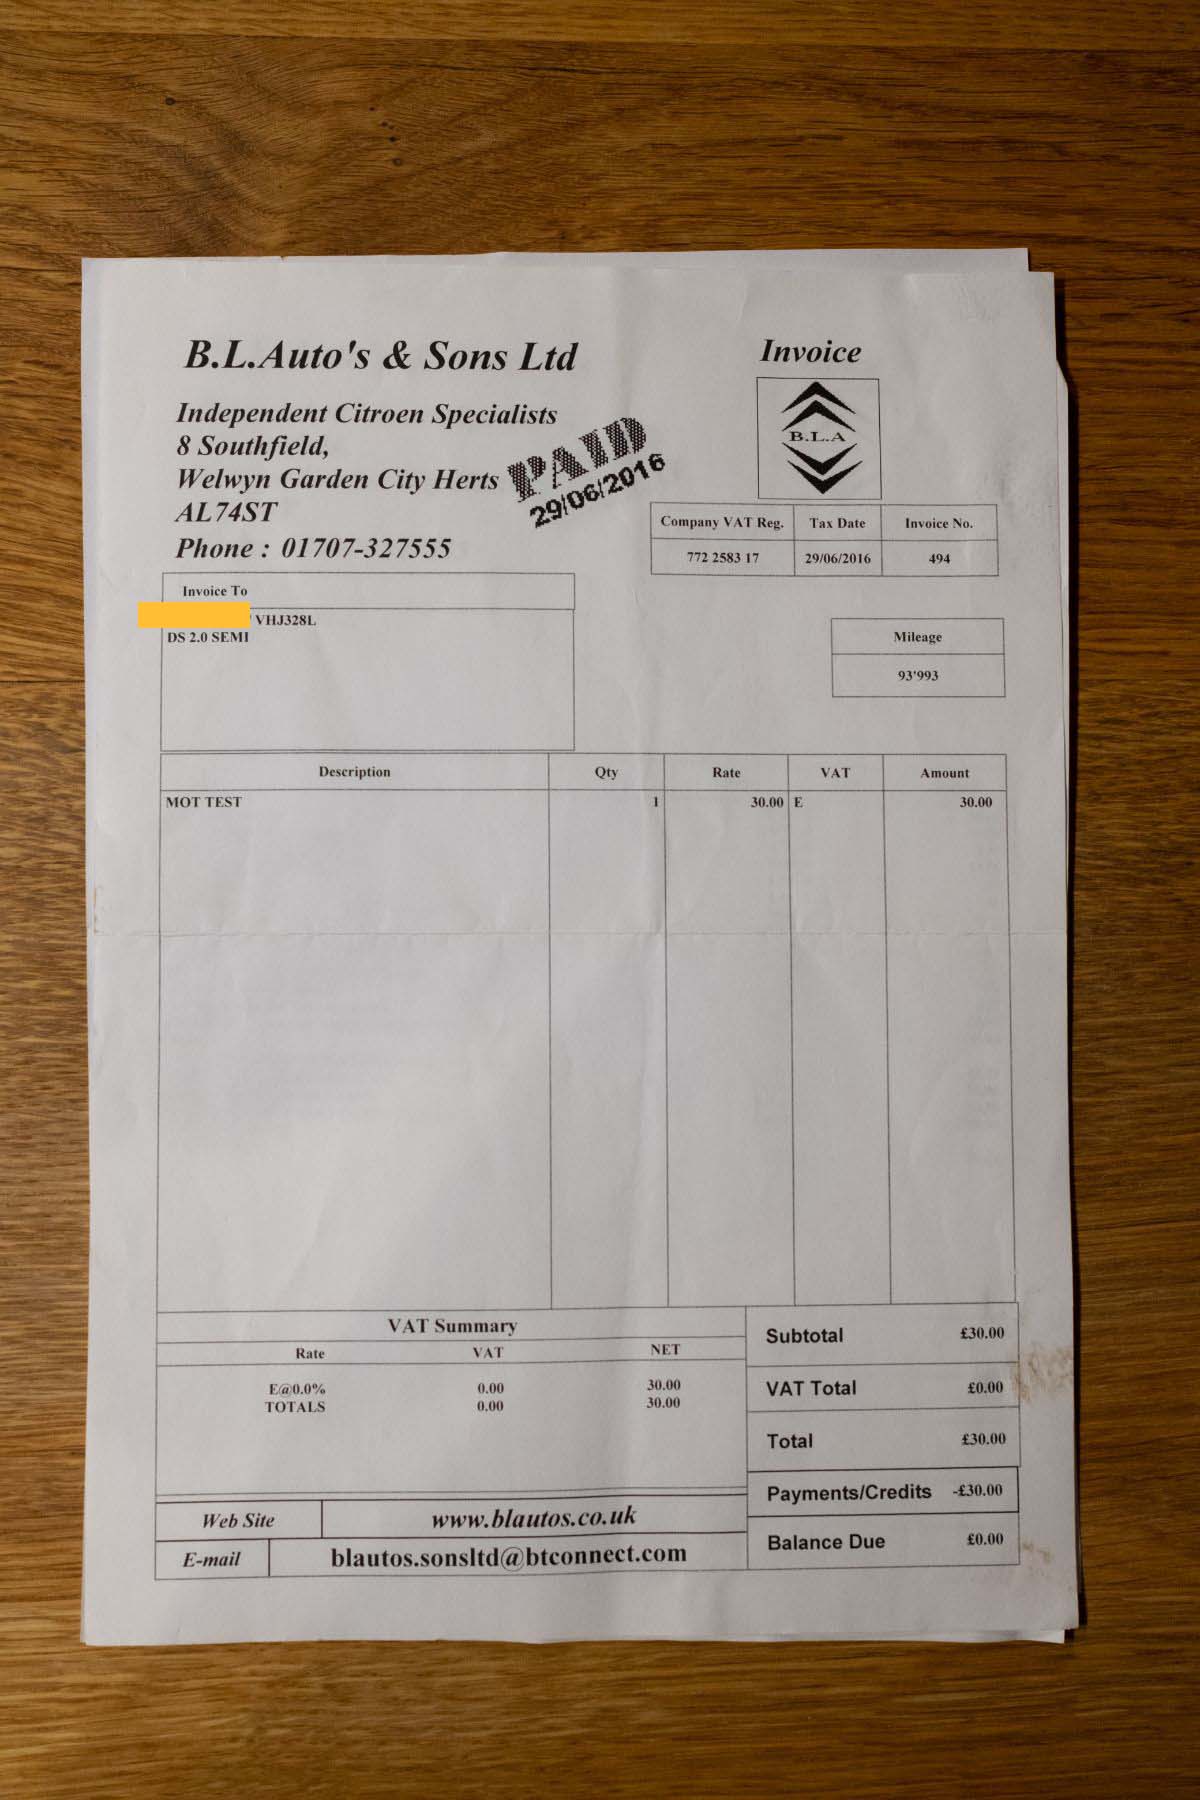 B.L.Auto's & Sons Ltd
Invoice
Independent Citroen Specialists
8 Southfield,
Welwyn Garden City Herts
AL74ST
Phone : 01707-327555
PAID
29/06/2016
B.L.A
Company VAT Reg. Tax Date Invoice No.
772 2583 17 29/06/2016 494
Invoice To
VHJ328L
DS 2.0 SEMI
Mileage
93'993
Description Qty Rate VAT Amount
MOT TEST 1 30.00 E 30.00
VAT Summary
Rate VAT NET
E@0.0% 0.00 30.00
TOTALS 0.00 30.00
Subtotal £30.00
VAT Total £0.00
Total £30.00
Payments/Credits -£30.00
Balance Due £0.00
Web Site www.blautos.co.uk
E-mail blautos.sonsltd@btconnect.com